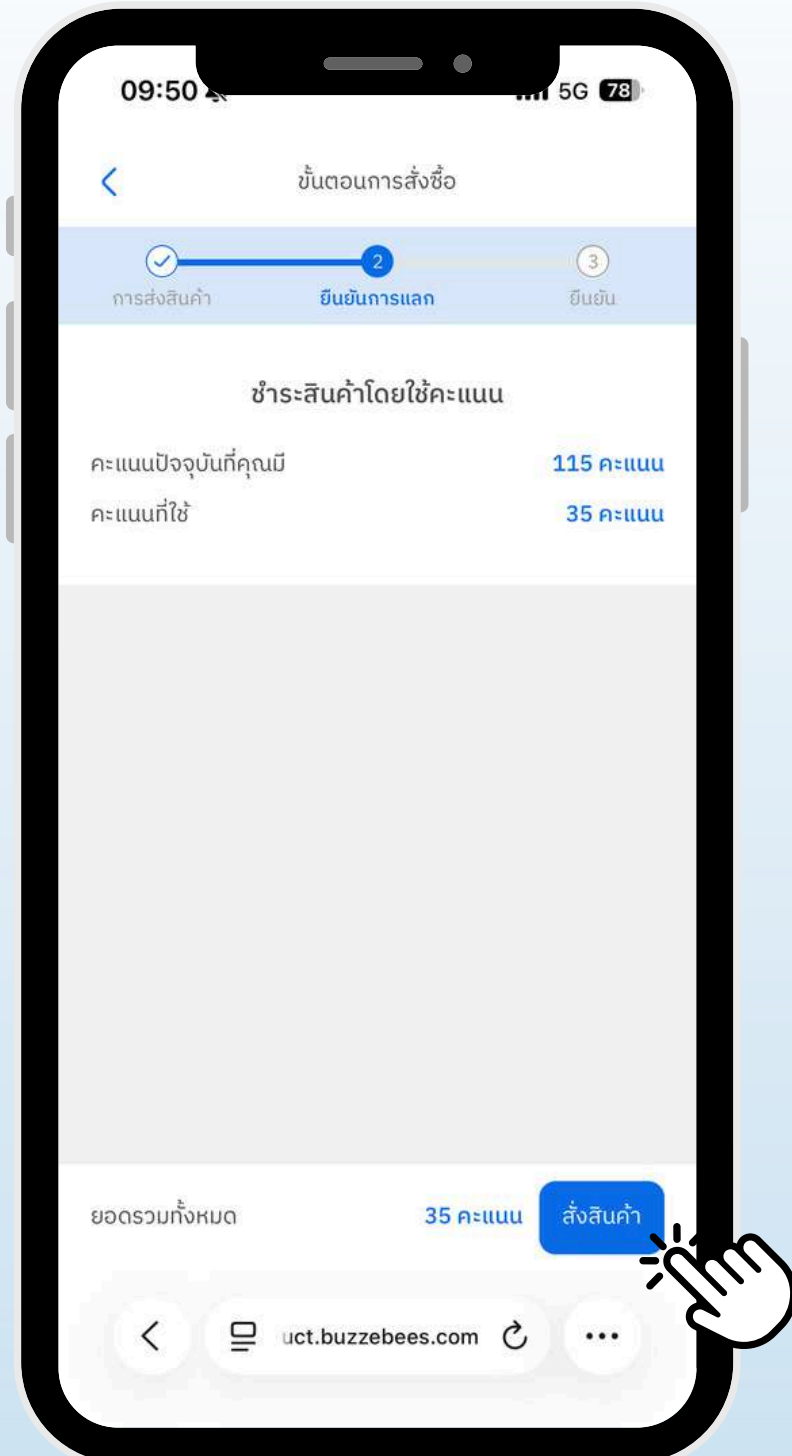 09:50
5G 78
ขั้นตอนการสั่งซื้อ
2 3
การส่งสินค้า ยืนยันการแลก ยืนยัน
ชำระสินค้าโดยใช้คะแนน
คะแนนปัจจุบันที่คุณมี 115 คะแนน
คะแนนที่ใช้ 35 คะแนน
ยอดรวมทั้งหมด 35 คะแนน สั่งสินค้า
uct.buzzebees.com